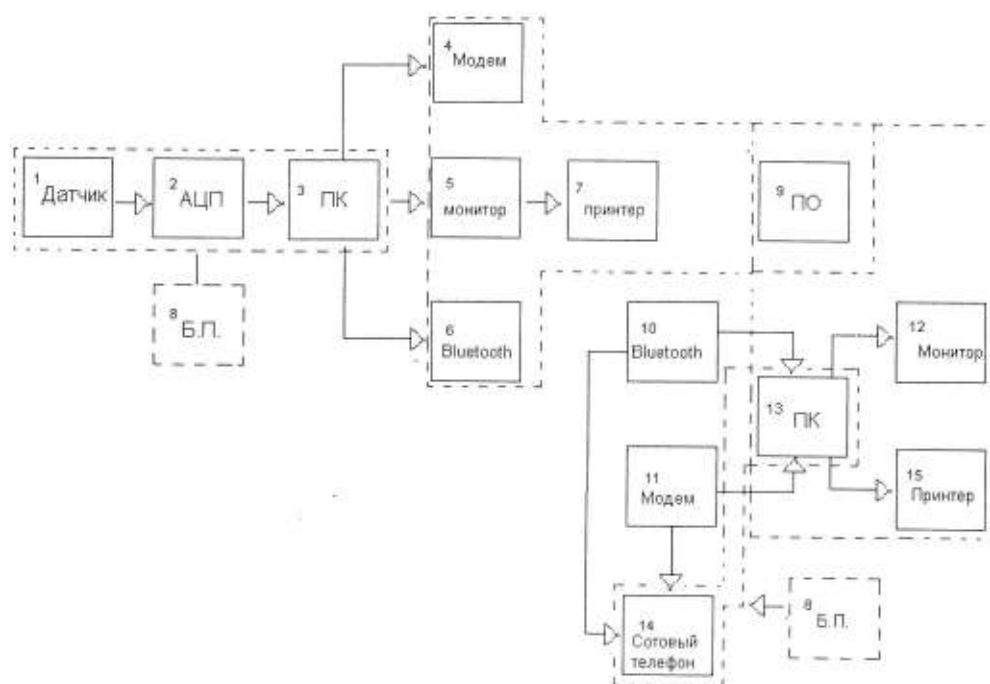 4
Модем
1
Датчик
2
АЦП
3
ПК
5
монитор
7
принтер
9
ПО
8
Б.П.
6
Bluetooth
10
Bluetooth
12
Монитор
13
ПК
11
Модем
15
Принтер
14
Сотовый
телефон
8
Б.П.